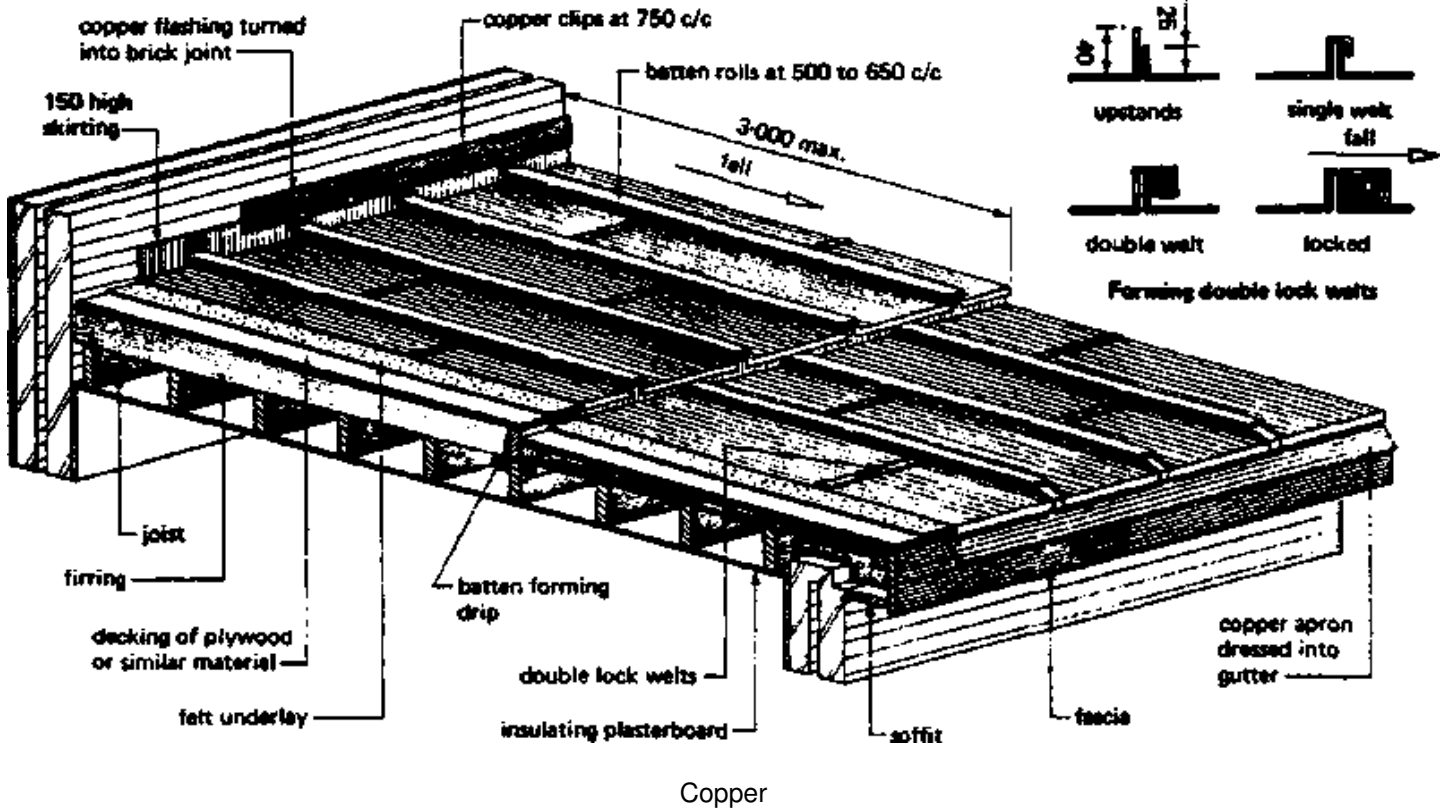 copper flashing turned
into brick joint
copper clips at 750 c/c
batten rolls at 500 to 650 c/c
150 high
skirting
3·000 max.
fall
40
25
upstands
single welt
fall
double welt
locked
Forming double lock welts
joist
firring
batten forming
drip
decking of plywood
or similar material
double lock welts
copper apron
dressed into
gutter
felt underlay
insulating plasterboard
soffit
fascia
Copper